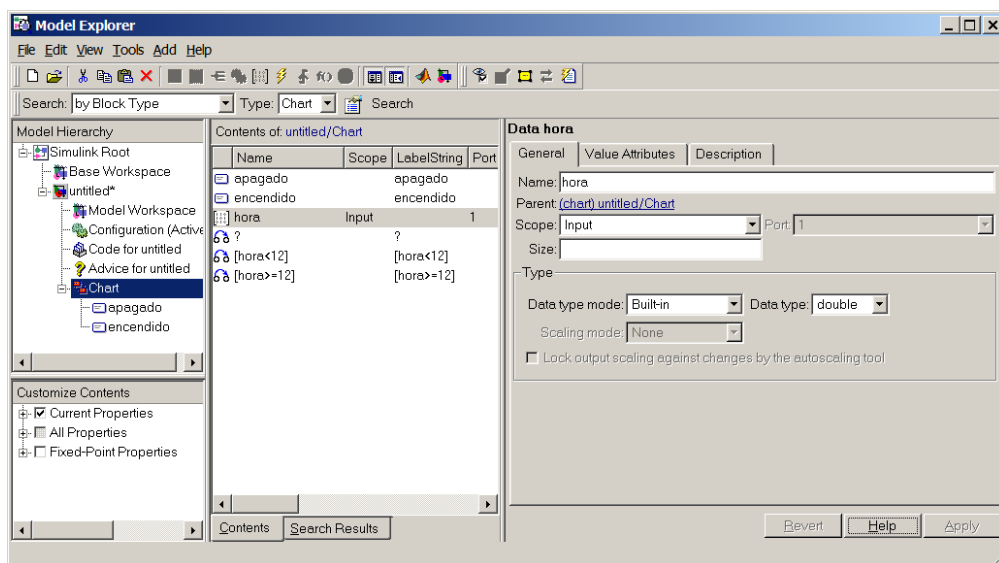 Model Explorer
File Edit View Tools Add Help
Search: by Block Type Type: Chart Search
Model Hierarchy
Simulink Root
Base Workspace
untitled*
Model Workspace
Configuration (Active
Code for untitled
Advice for untitled
Chart
apagado
encendido
Customize Contents
Current Properties
All Properties
Fixed-Point Properties
Contents of: untitled/Chart
Name Scope LabelString Port
apagado apagado
encendido encendido
hora Input 1
? ?
[hora<12] [hora<12]
[hora>=12] [hora>=12]
Contents Search Results
Data hora
General Value Attributes Description
Name: hora
Parent: (chart) untitled/Chart
Scope: Input Port: 1
Size:
Type
Data type mode: Built-in Data type: double
Scaling mode: None
Lock output scaling against changes by the autoscaling tool
Revert Help Apply